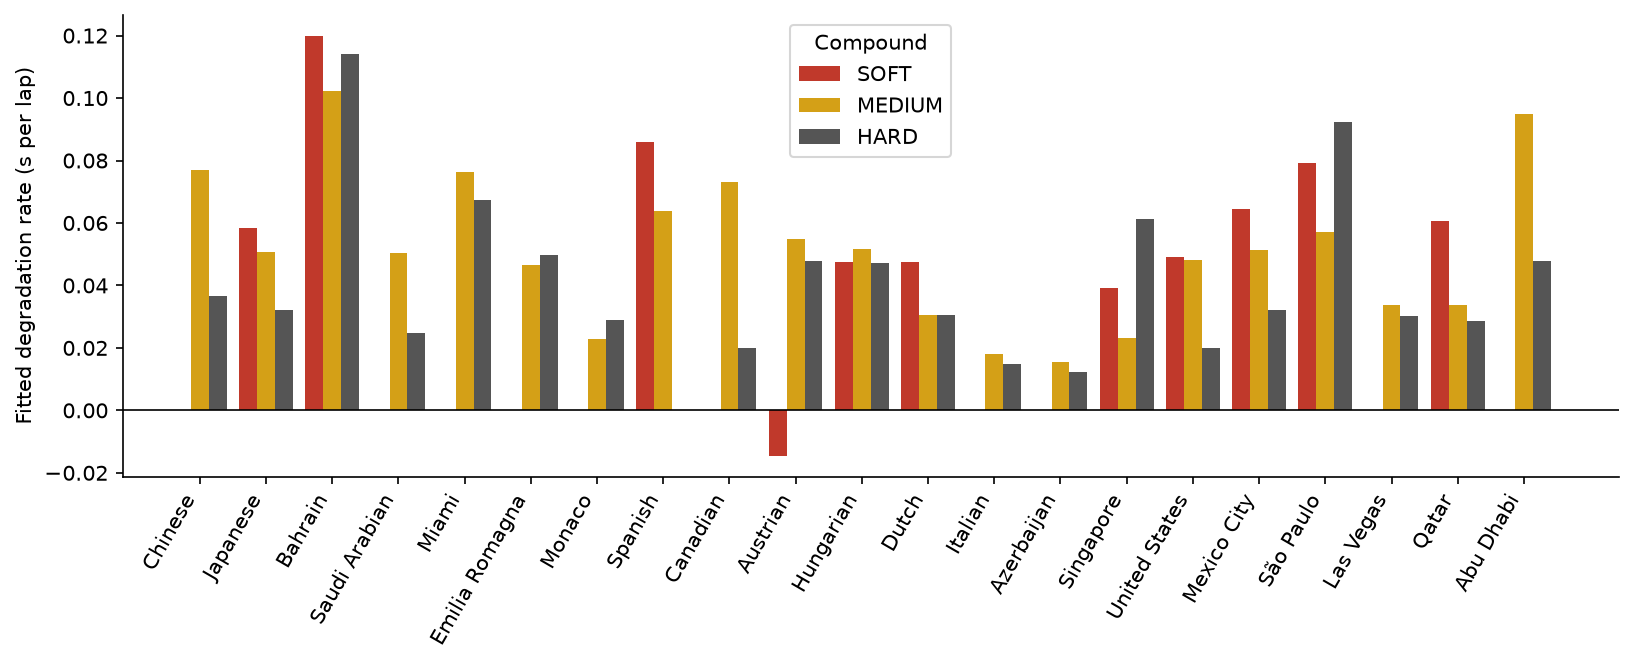 Fitted degradation rate (s per lap)
0.12
0.10
0.08
0.06
0.04
0.02
0.00
−0.02
Compound
SOFT
MEDIUM
HARD
Chinese
Japanese
Bahrain
Saudi Arabian
Miami
Emilia Romagna
Monaco
Spanish
Canadian
Austrian
Hungarian
Dutch
Italian
Azerbaijan
Singapore
United States
Mexico City
São Paulo
Las Vegas
Qatar
Abu Dhabi